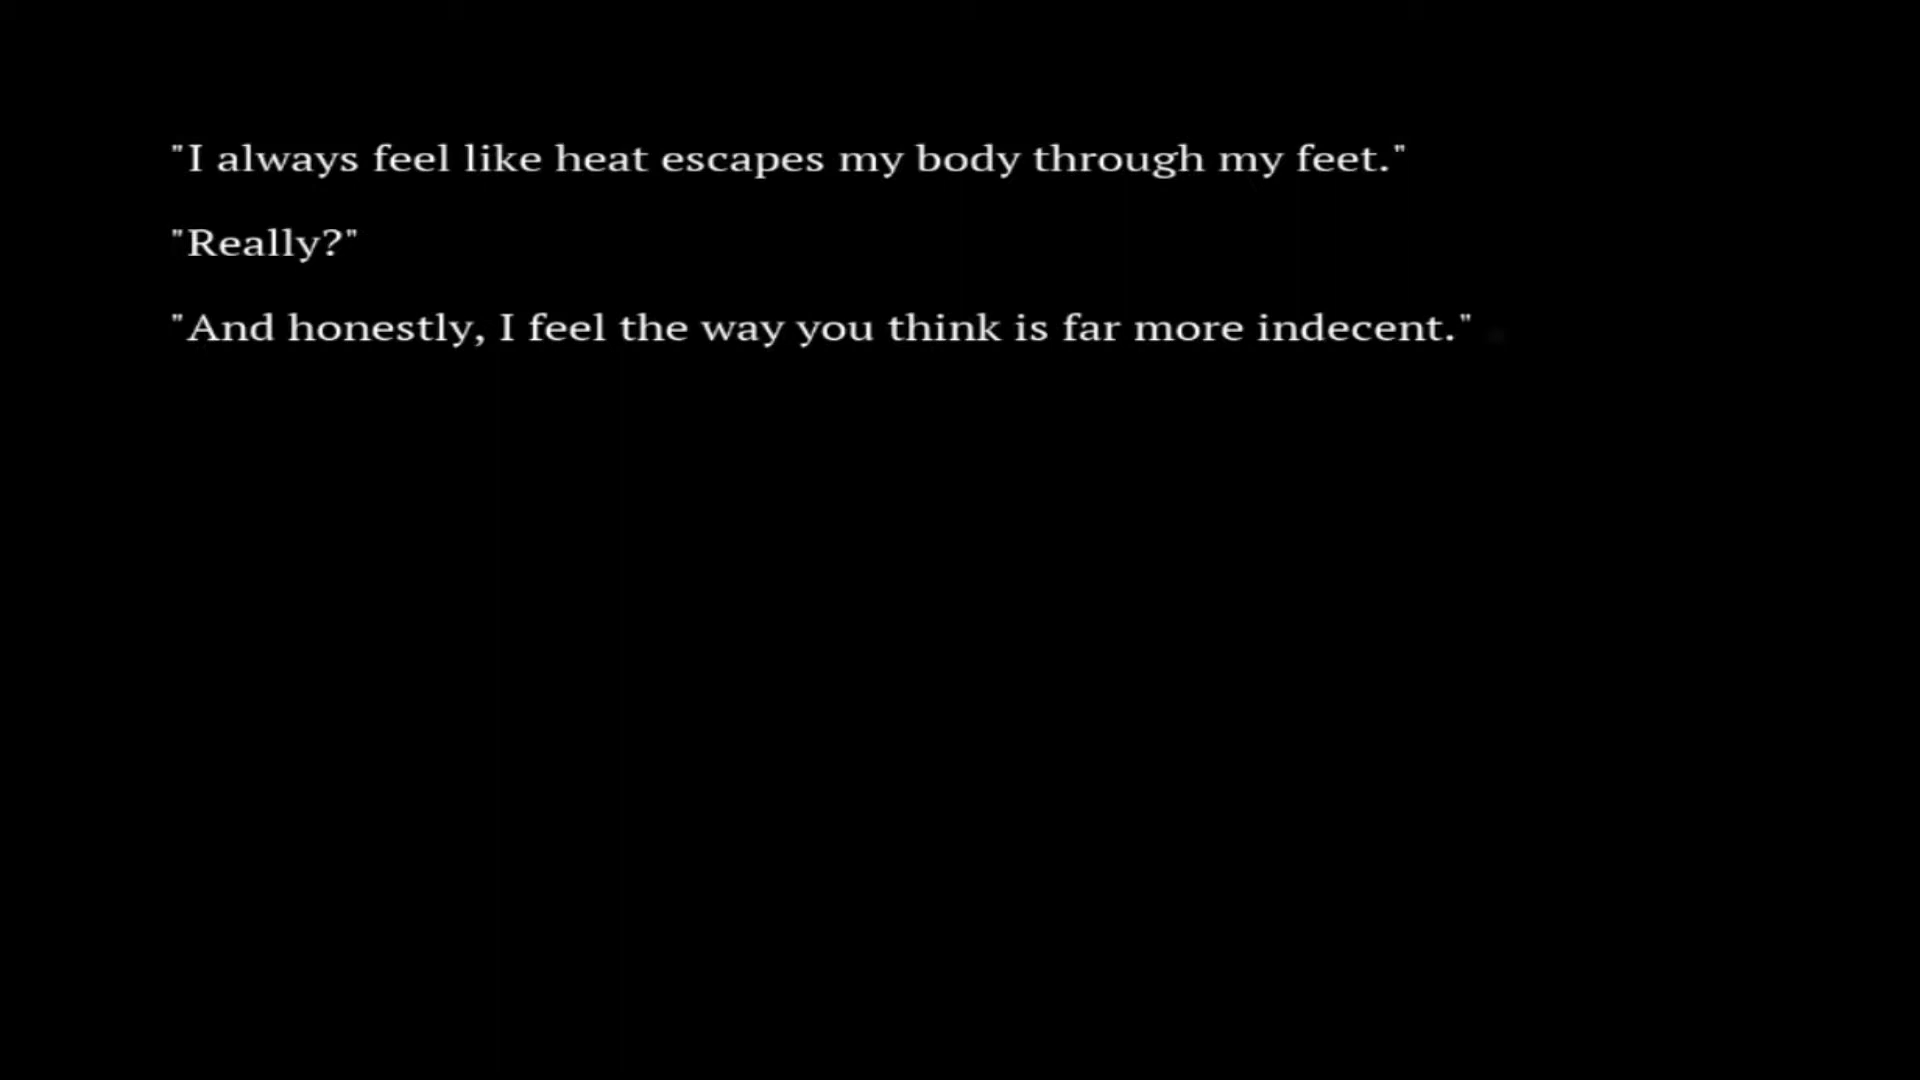 "I always feel like heat escapes my body through my feet."
"Really?"
"And honestly, I feel the way you think is far more indecent."